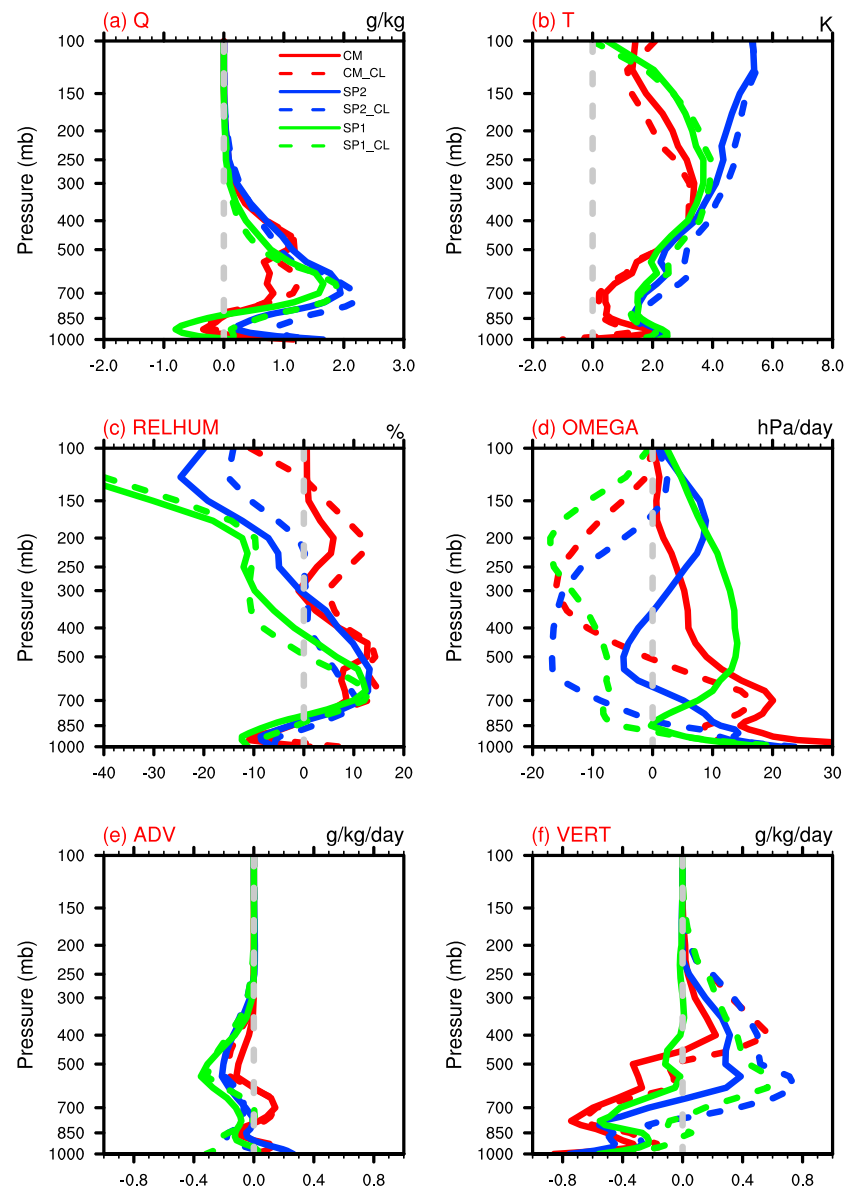 (a) Q g/kg
(b) T K
Pressure (mb)
100
150
200
250
300
400
500
700
850
1000
CM
CM_CL
SP2
SP2_CL
SP1
SP1_CL
-2.0 -1.0 0.0 1.0 2.0 3.0
Pressure (mb)
100
150
200
250
300
400
500
700
850
1000
-2.0 0.0 2.0 4.0 6.0 8.0
(c) RELHUM %
(d) OMEGA hPa/day
Pressure (mb)
100
150
200
250
300
400
500
700
850
1000
-40 -30 -20 -10 0 10 20
Pressure (mb)
100
150
200
300
400
500
700
850
1000
-20 -10 0 10 20 30
(e) ADV g/kg/day
(f) VERT g/kg/day
Pressure (mb)
100
150
200
250
300
400
500
700
850
1000
-0.8 -0.4 0.0 0.4 0.8
Pressure (mb)
100
150
200
250
300
400
500
700
850
1000
-0.8 -0.4 0.0 0.4 0.8